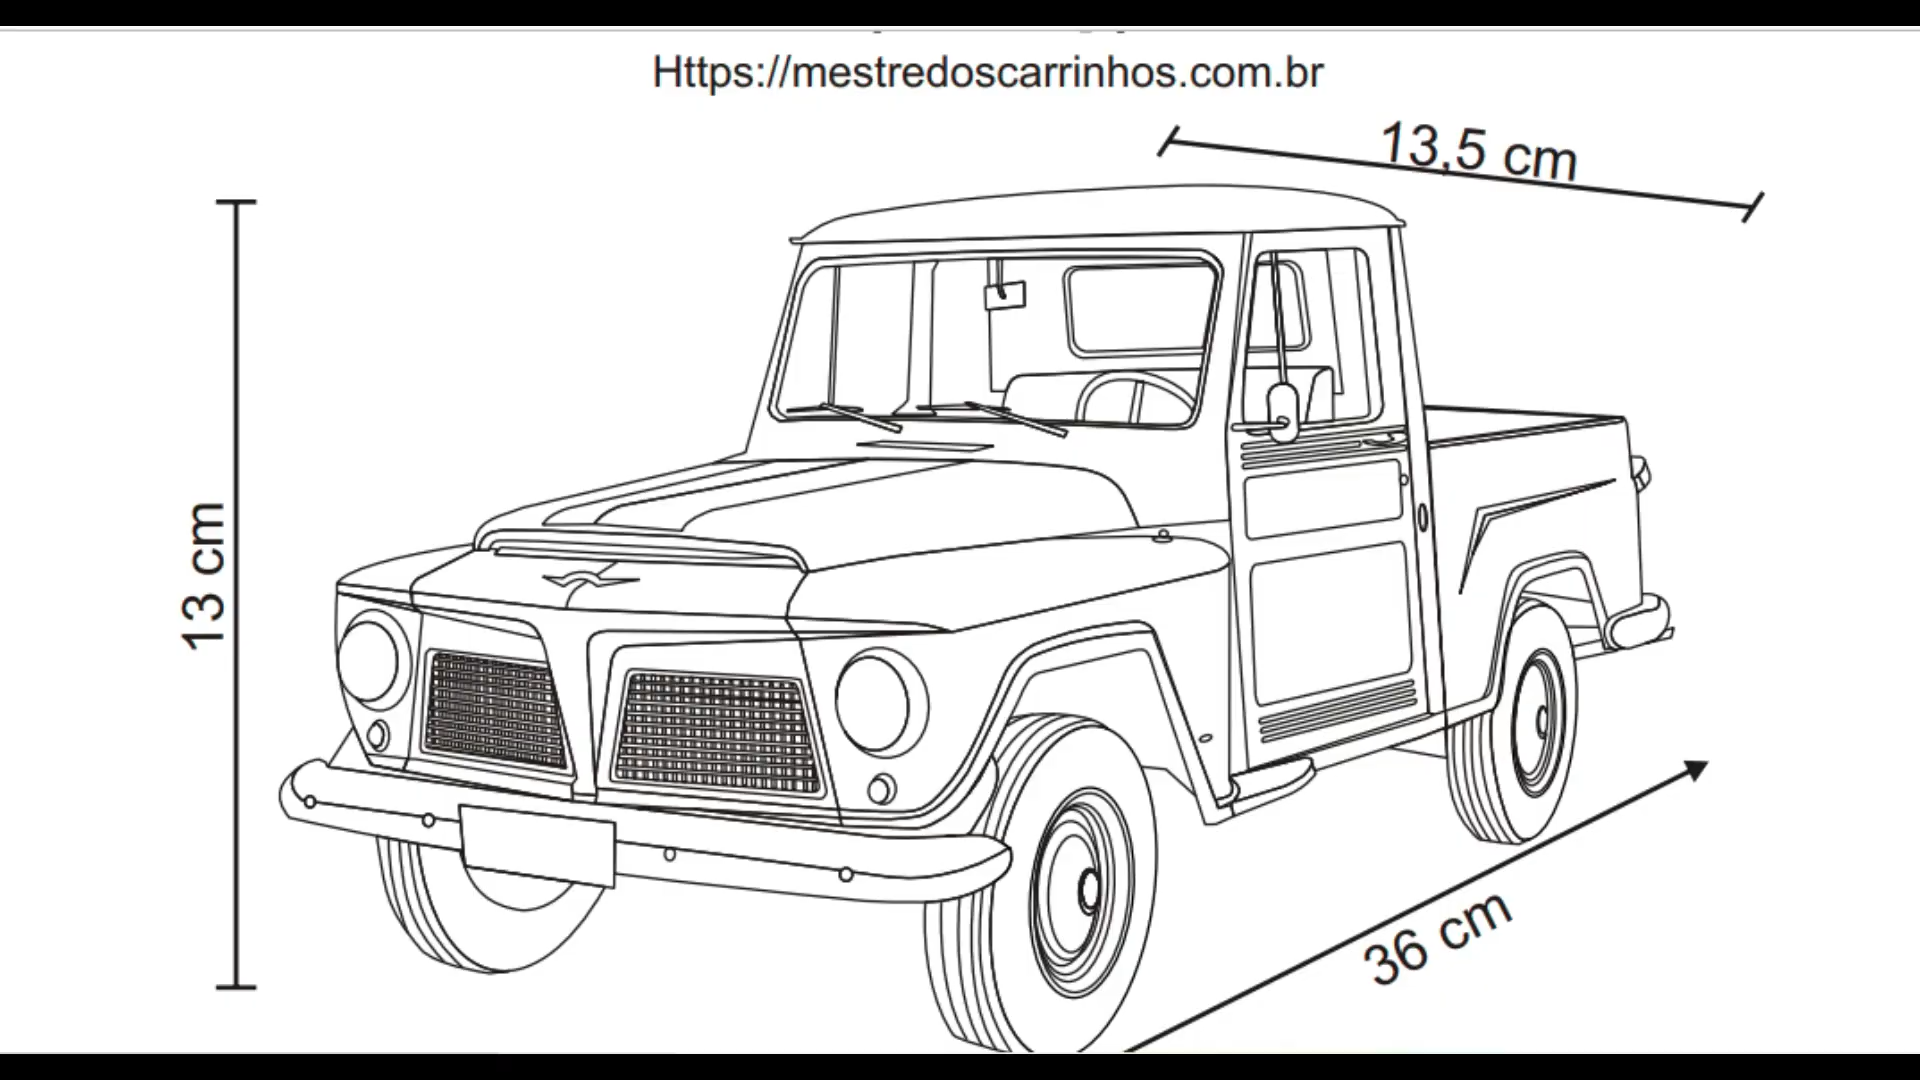 Https://mestredoscarrinhos.com.br
13,5 cm
13 cm
36 cm